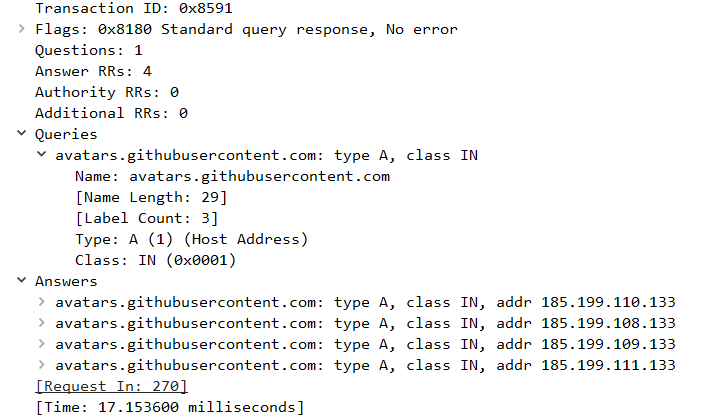 Transaction ID: 0x8591
Flags: 0x8180 Standard query response, No error
Questions: 1
Answer RRs: 4
Authority RRs: 0
Additional RRs: 0
Queries
avatars.githubusercontent.com: type A, class IN
Name: avatars.githubusercontent.com
[Name Length: 29]
[Label Count: 3]
Type: A (1) (Host Address)
Class: IN (0x0001)
Answers
avatars.githubusercontent.com: type A, class IN, addr 185.199.110.133
avatars.githubusercontent.com: type A, class IN, addr 185.199.108.133
avatars.githubusercontent.com: type A, class IN, addr 185.199.109.133
avatars.githubusercontent.com: type A, class IN, addr 185.199.111.133
[Request In: 270]
[Time: 17.153600 milliseconds]